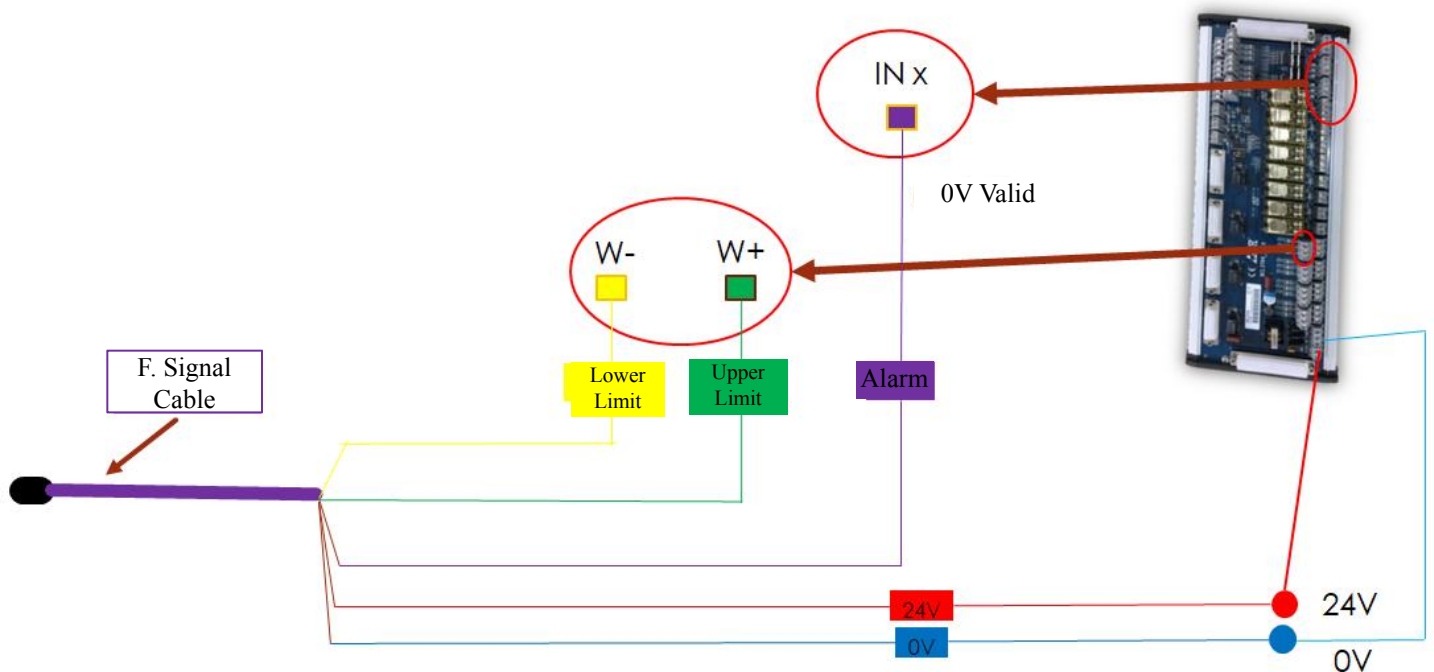 IN x
0V Valid
W-
W+
F. Signal
Cable
Lower
Limit
Upper
Limit
Alarm
24V
24V
0V
0V